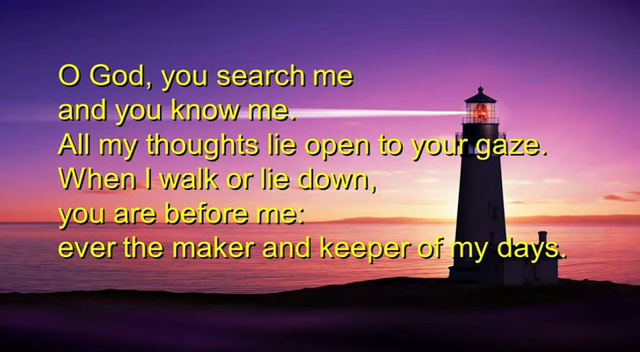 O God, you search me
and you know me.
All my thoughts lie open to your gaze.
When I walk or lie down,
you are before me:
ever the maker and keeper of my days.